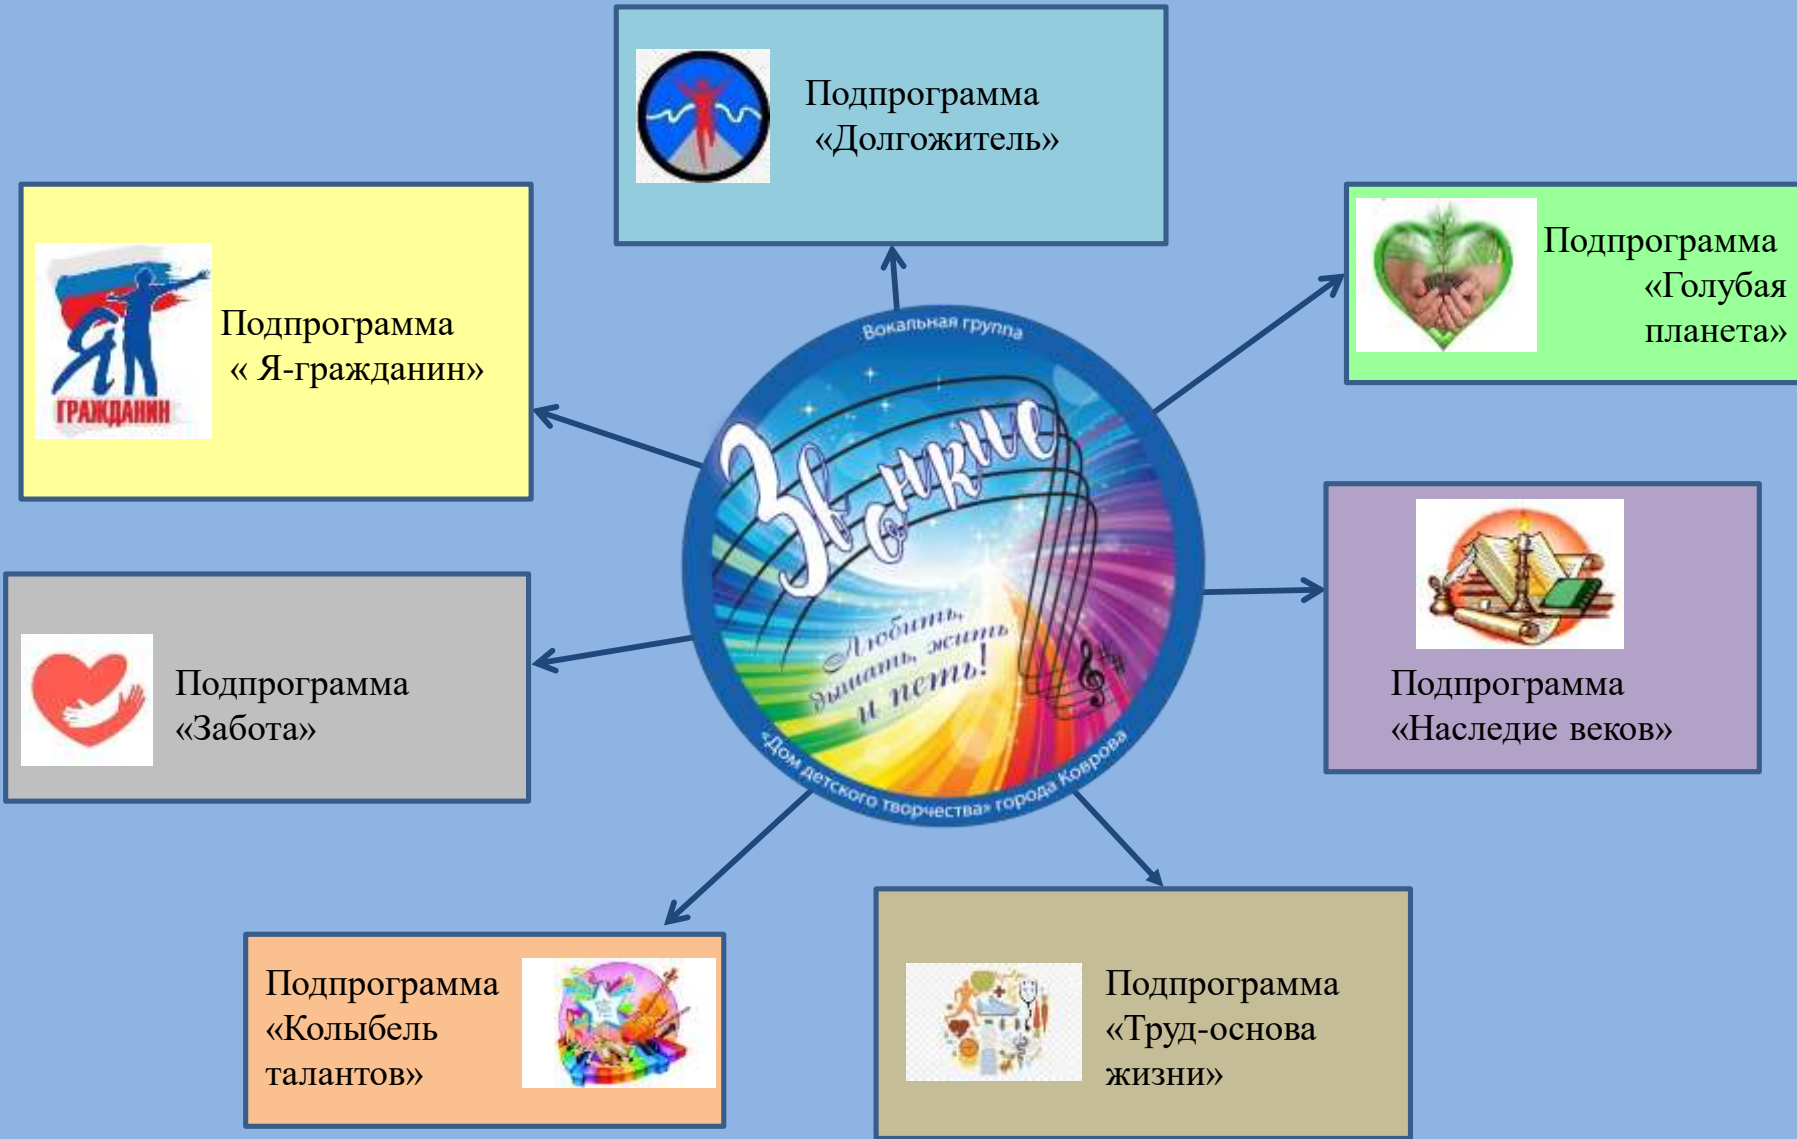 Подпрограмма
«Долгожитель»
Я
ГРАЖДАНИН
Подпрограмма
« Я-гражданин»
Подпрограмма
«Голубая
планета»
Вокальная группа
Звонкие
Любить,
дышать, жить
и петь!
«Дом детского творчества» города Коврова
Подпрограмма
«Забота»
Подпрограмма
«Наследие веков»
Подпрограмма
«Колыбель
талантов»
Подпрограмма
«Труд-основа
жизни»